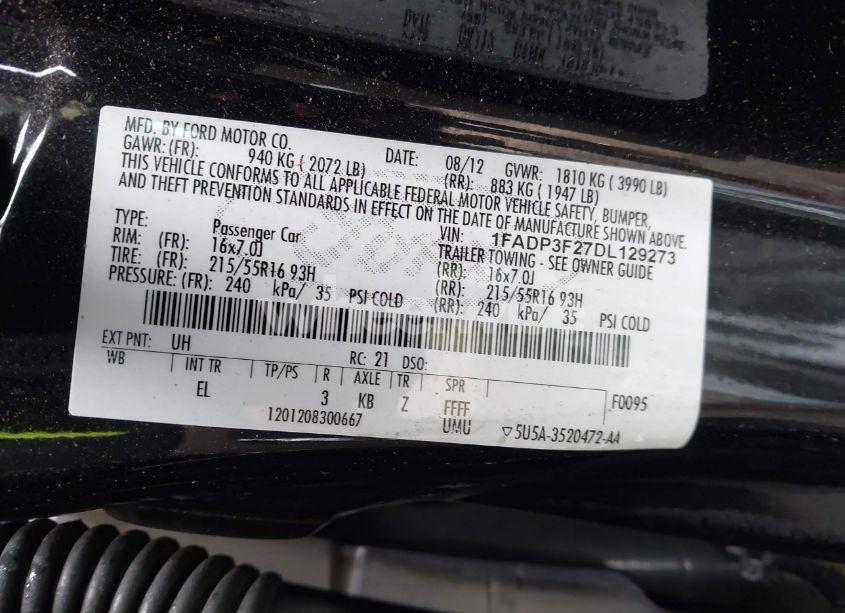 MFD. BY FORD MOTOR CO.
DATE: 08/12 GVWR: 1810 KG ( 3990 LB)
GAWR: (FR): 940 KG ( 2072 LB) (RR): 883 KG ( 1947 LB)
THIS VEHICLE CONFORMS TO ALL APPLICABLE FEDERAL MOTOR VEHICLE SAFETY, BUMPER,
AND THEFT PREVENTION STANDARDS IN EFFECT ON THE DATE OF MANUFACTURE SHOWN ABOVE.
VIN: 1FADP3F27DL129273
TYPE: Passenger Car TRAILER TOWING - SEE OWNER GUIDE
RIM: (FR): 16x7.0J (RR): 16x7.0J
TIRE: (FR): 215/55R16 93H (RR): 215/55R16 93H
PRESSURE: (FR): 240 kPa/ 35 PSI COLD (RR): 240 kPa/ 35 PSI COLD
EXT PNT: UH RC: 21 DSO:
WB INT TR TP/PS R AXLE TR SPR
EL 3 KB Z FFFF F0095
1201208300667 UMU 5U5A-3520472-AA